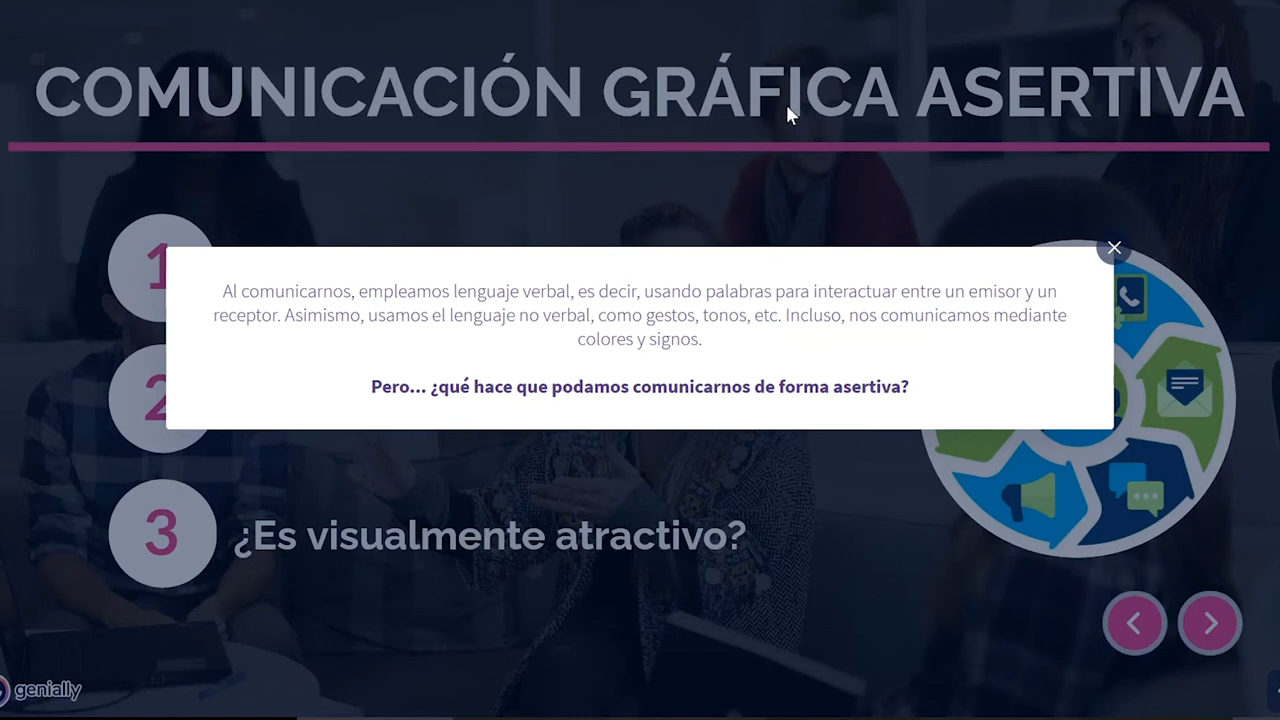 COMUNICACIÓN GRÁFICA ASERTIVA
1
Al comunicarnos, empleamos lenguaje verbal, es decir, usando palabras para interactuar entre un emisor y un
receptor. Asimismo, usamos el lenguaje no verbal, como gestos, tonos, etc. Incluso, nos comunicamos mediante
colores y signos.
Pero... ¿qué hace que podamos comunicarnos de forma asertiva?
2
3 ¿Es visualmente atractivo?
genially